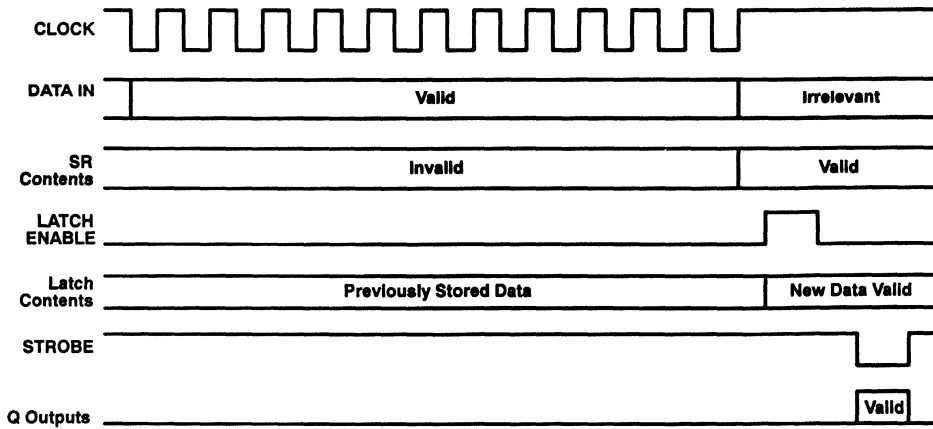 CLOCK
DATA IN
Valid
Irrelevant
SR
Contents
Invalid
Valid
LATCH
ENABLE
Latch
Contents
Previously Stored Data
New Data Valid
STROBE
Q Outputs
Valid